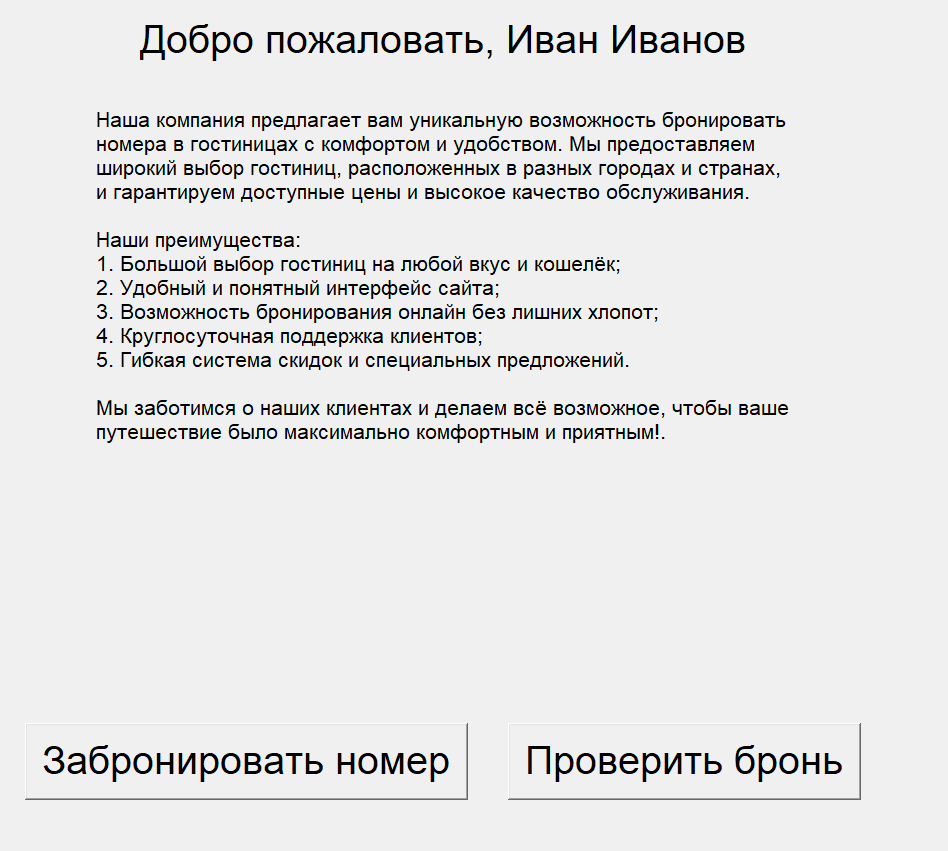 Добро пожаловать, Иван Иванов
Наша компания предлагает вам уникальную возможность бронировать
номера в гостиницах с комфортом и удобством. Мы предоставляем
широкий выбор гостиниц, расположенных в разных городах и странах,
и гарантируем доступные цены и высокое качество обслуживания.
Наши преимущества:
1. Большой выбор гостиниц на любой вкус и кошелёк;
2. Удобный и понятный интерфейс сайта;
3. Возможность бронирования онлайн без лишних хлопот;
4. Круглосуточная поддержка клиентов;
5. Гибкая система скидок и специальных предложений.
Мы заботимся о наших клиентах и делаем всё возможное, чтобы ваше
путешествие было максимально комфортным и приятным!.
Забронировать номер
Проверить бронь